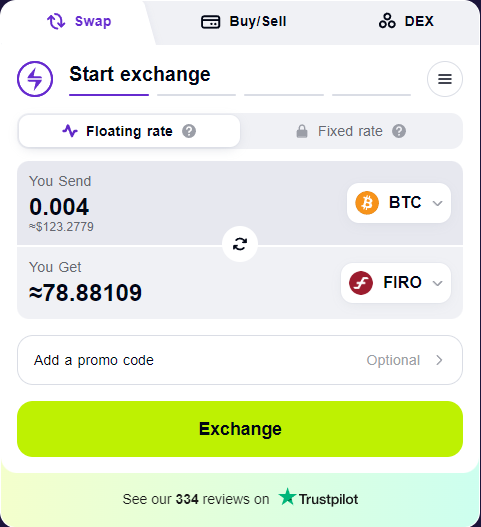 Swap
Buy/Sell
DEX
Start exchange
Floating rate ?
Fixed rate ?
You Send
0.004
≈$123.2779
BTC
You Get
≈78.88109
FIRO
Add a promo code
Optional
Exchange
See our 334 reviews on Trustpilot